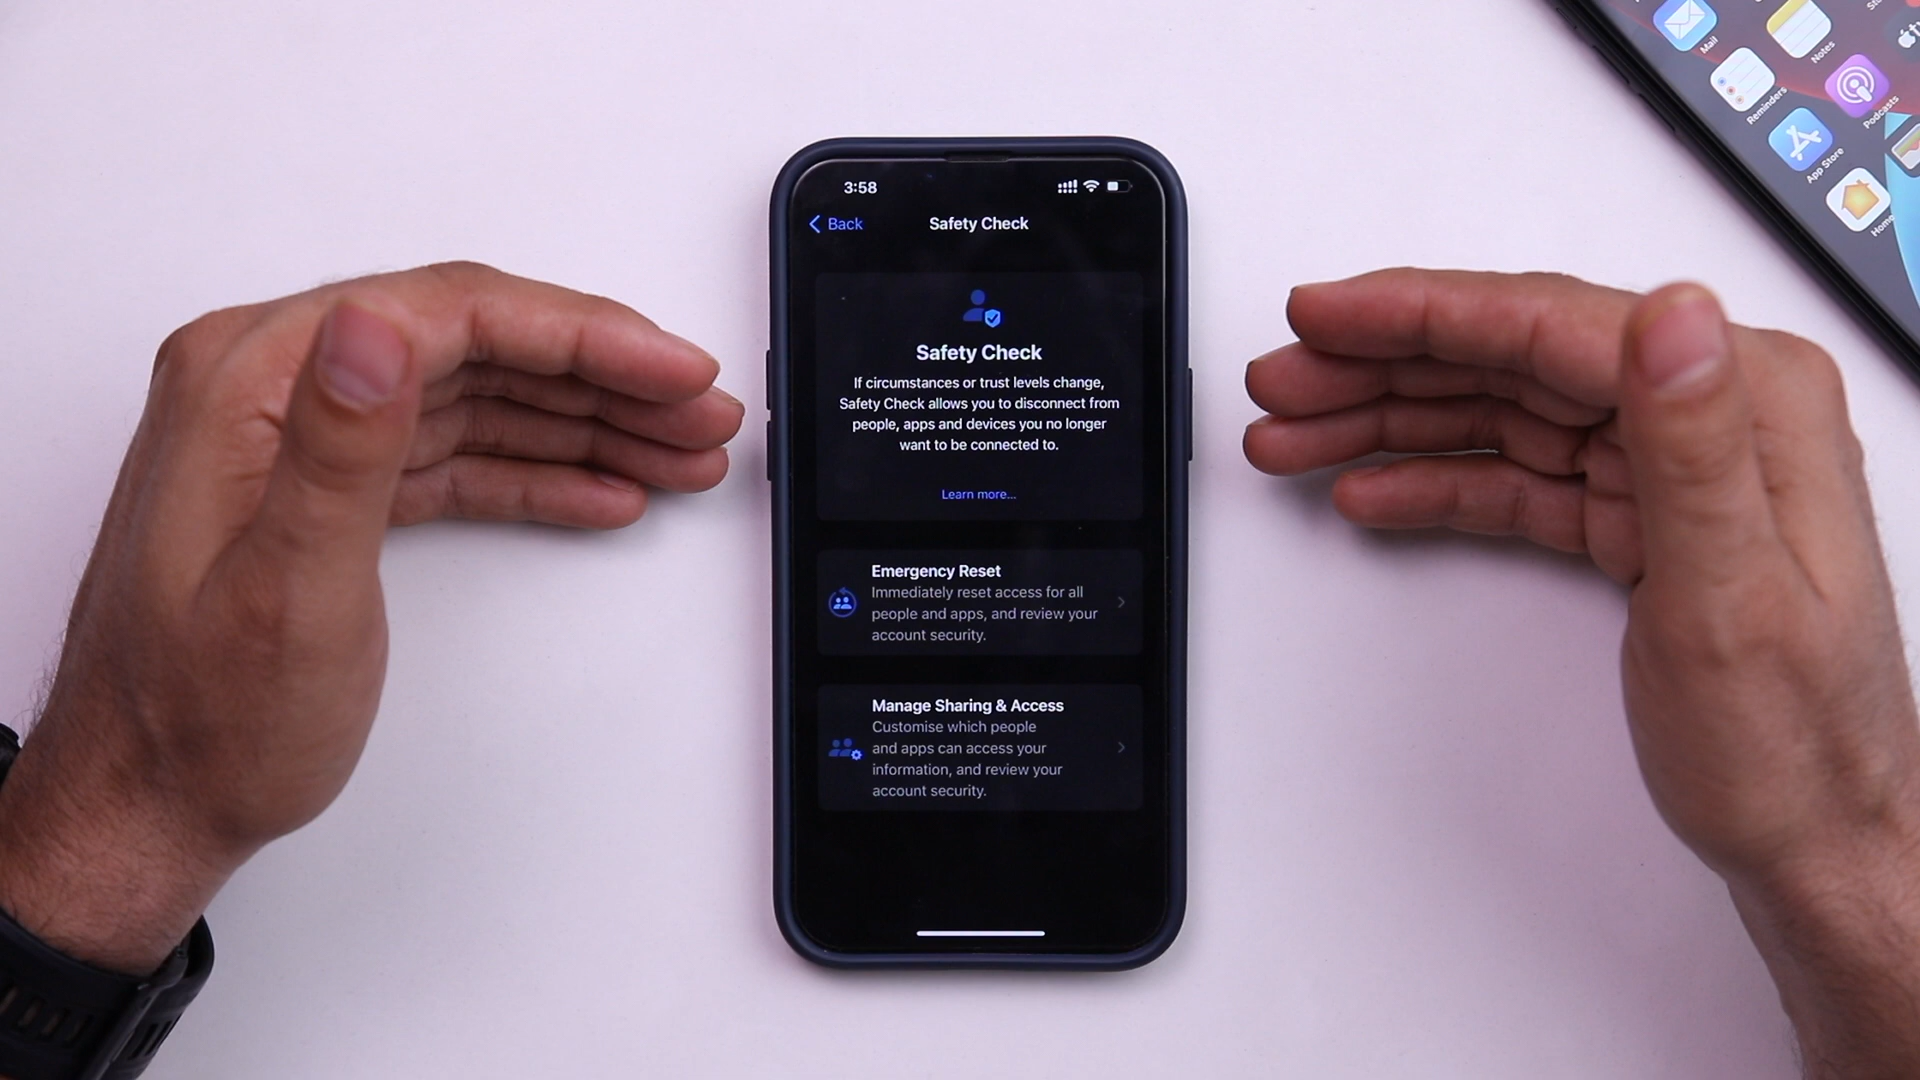 3:58
Back
Safety Check
Safety Check
If circumstances or trust levels change,
Safety Check allows you to disconnect from
people, apps and devices you no longer
want to be connected to.
Learn more...
Emergency Reset
Immediately reset access for all
people and apps, and review your
account security.
Manage Sharing & Access
Customise which people
and apps can access your
information, and review your
account security.
Mail
Notes
Reminders
Podcasts
App Store
Home